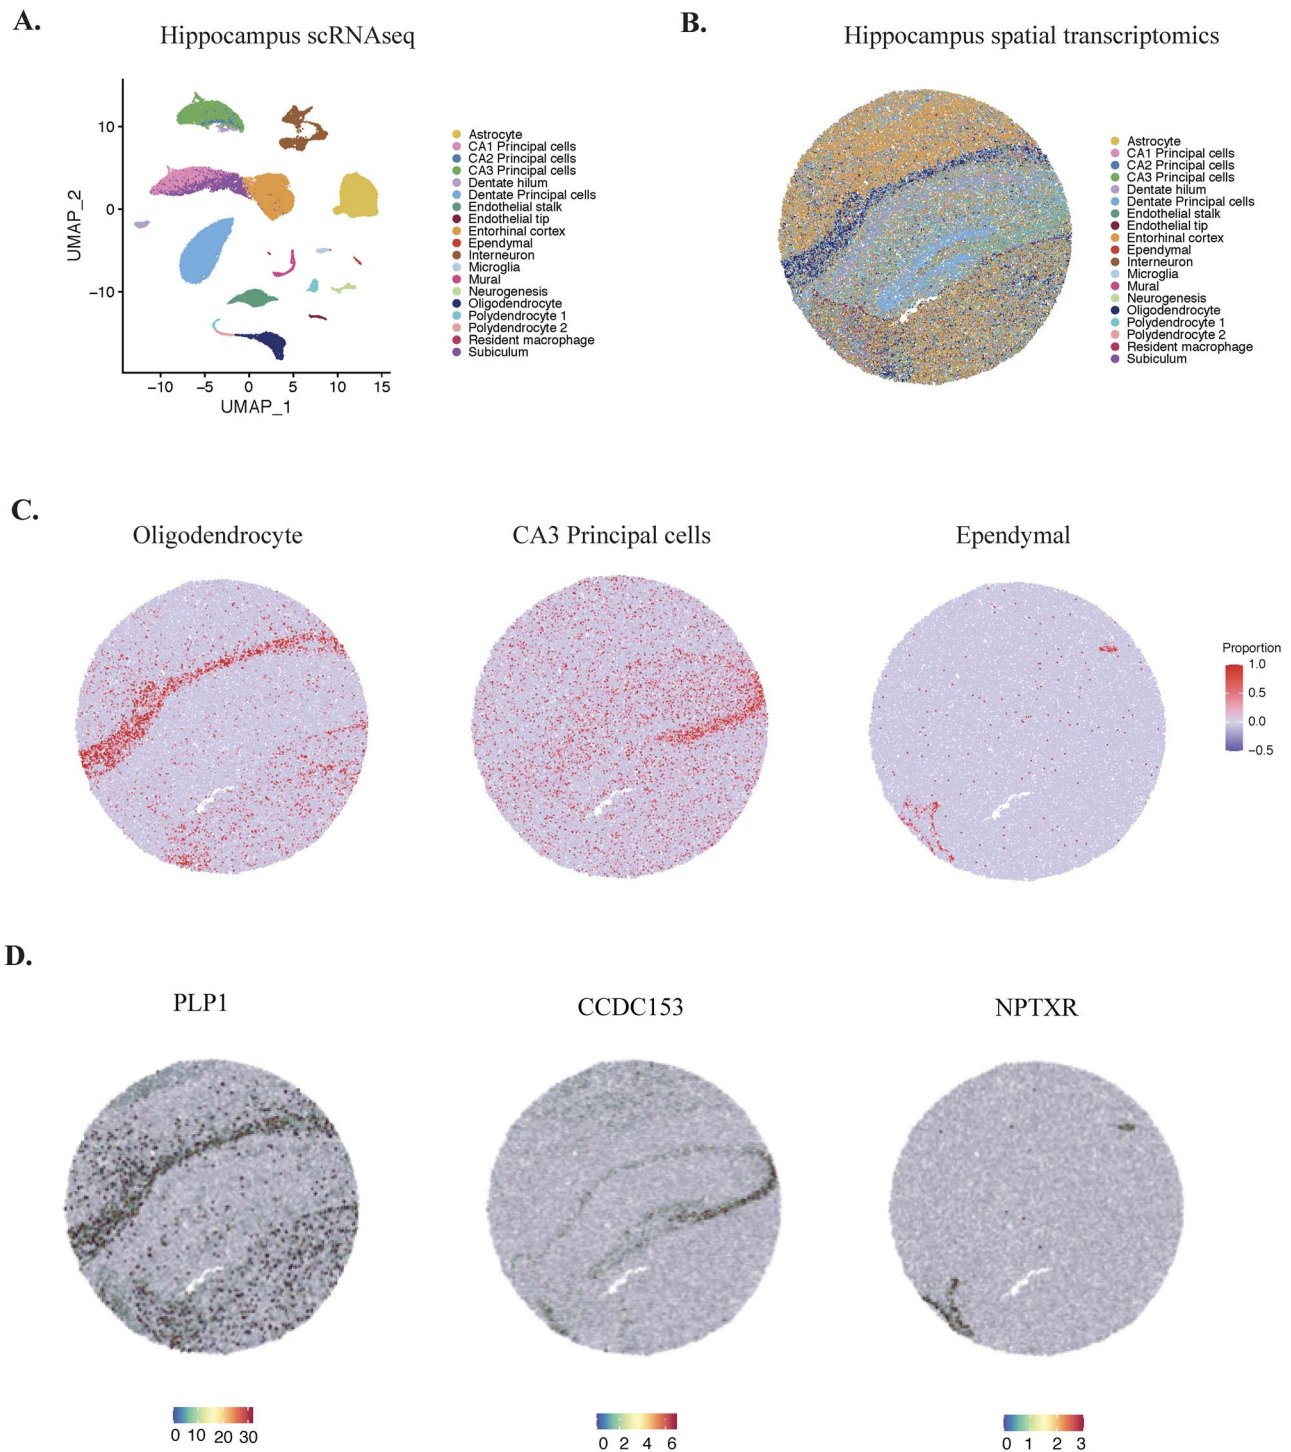 A.
Hippocampus scRNAseq
10
0
−10
UMAP_2
−10 −5 0 5 10 15
UMAP_1
Astrocyte
CA1 Principal cells
CA2 Principal cells
CA3 Principal cells
Dentate hilum
Dentate Principal cells
Endothelial stalk
Endothelial tip
Entorhinal cortex
Ependymal
Interneuron
Microglia
Mural
Neurogenesis
Oligodendrocyte
Polydendrocyte 1
Polydendrocyte 2
Resident macrophage
Subiculum
B.
Hippocampus spatial transcriptomics
Astrocyte
CA1 Principal cells
CA2 Principal cells
CA3 Principal cells
Dentate hilum
Dentate Principal cells
Endothelial stalk
Endothelial tip
Entorhinal cortex
Ependymal
Interneuron
Microglia
Mural
Neurogenesis
Oligodendrocyte
Polydendrocyte 1
Polydendrocyte 2
Resident macrophage
Subiculum
C.
Oligodendrocyte
CA3 Principal cells
Ependymal
Proportion
1.0
0.5
0.0
−0.5
D.
PLP1
CCDC153
NPTXR
0 10 20 30
0 2 4 6
0 1 2 3